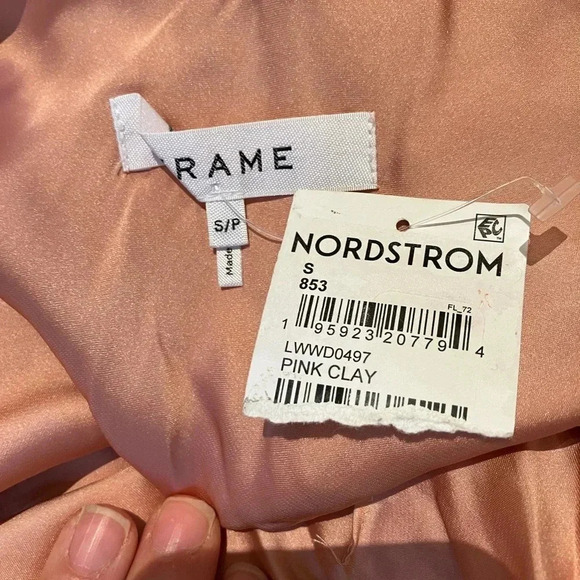 RAME
S/P
Made
NORDSTROM
S
853
FL_72
1 95923 20779 4
LWWD0497
PINK CLAY